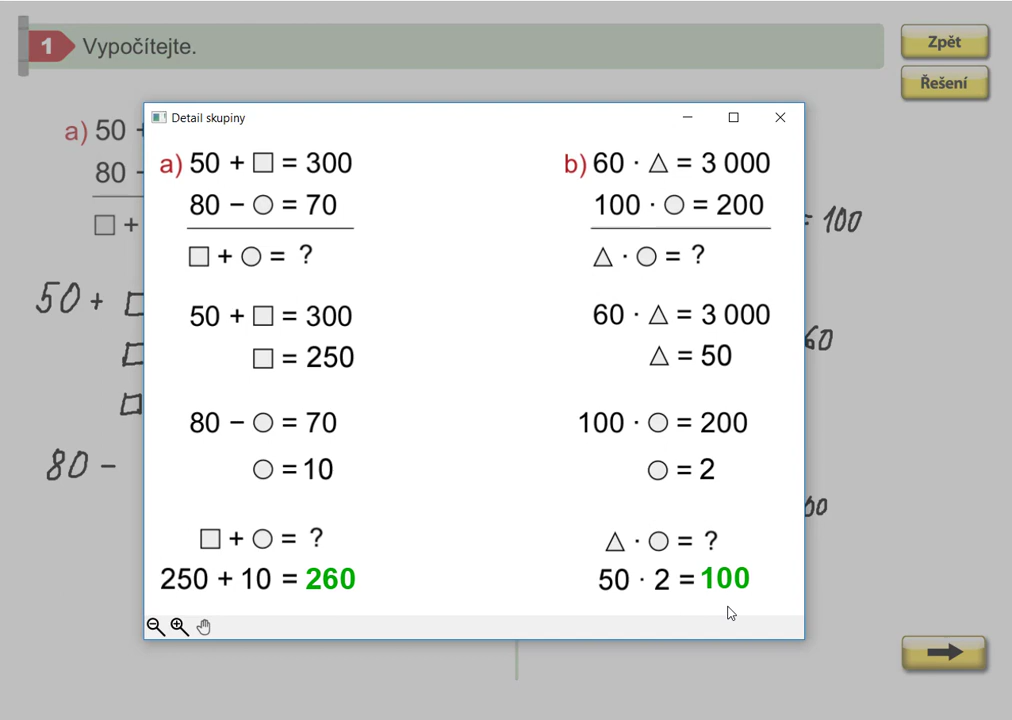 1 Vypočítejte.
Zpět
Řešení
a) 50 +
80 −
□ +
= 100
50 + □
□
□
80 −
60
00
Detail skupiny
a) 50 + □ = 300
80 − ○ = 70
□ + ○ = ?
50 + □ = 300
□ = 250
80 − ○ = 70
○ = 10
□ + ○ = ?
250 + 10 = 260
b) 60 · △ = 3 000
100 · ○ = 200
△ · ○ = ?
60 · △ = 3 000
△ = 50
100 · ○ = 200
○ = 2
△ · ○ = ?
50 · 2 = 100